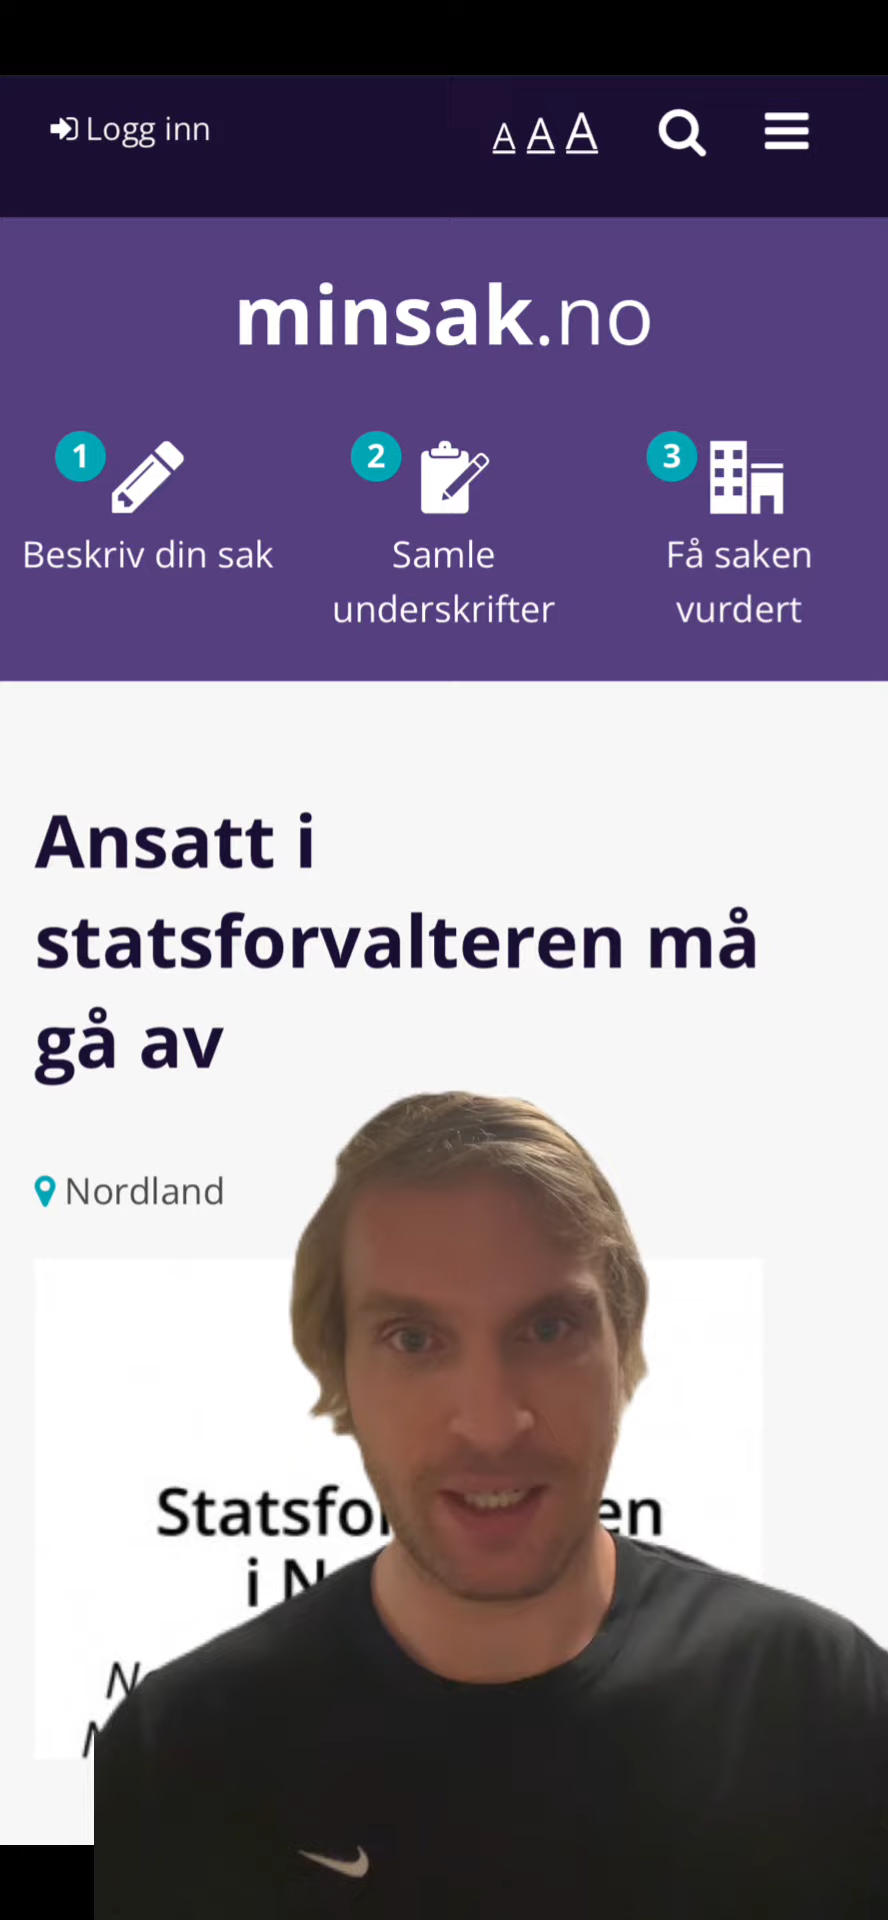 Logg inn
A A A
minsak.no
1
Beskriv din sak
2
Samle
underskrifter
3
Få saken
vurdert
Ansatt i
statsforvalteren må
gå av
Nordland
i